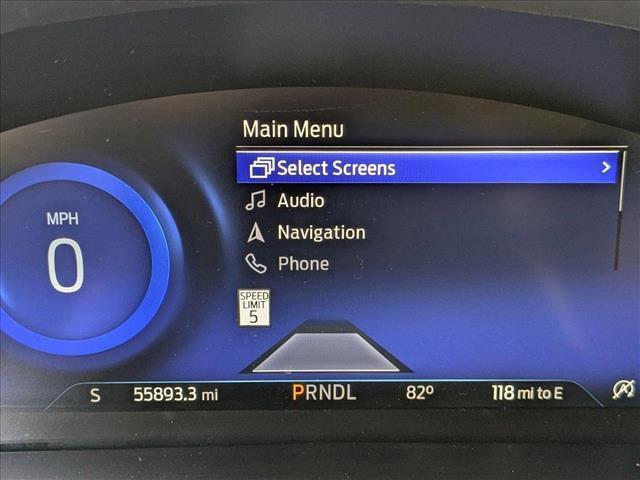 Main Menu
Select Screens >
Audio
Navigation
Phone
MPH
0
SPEED
LIMIT
5
S 55893.3 mi PRNDL 82° 118 mi to E